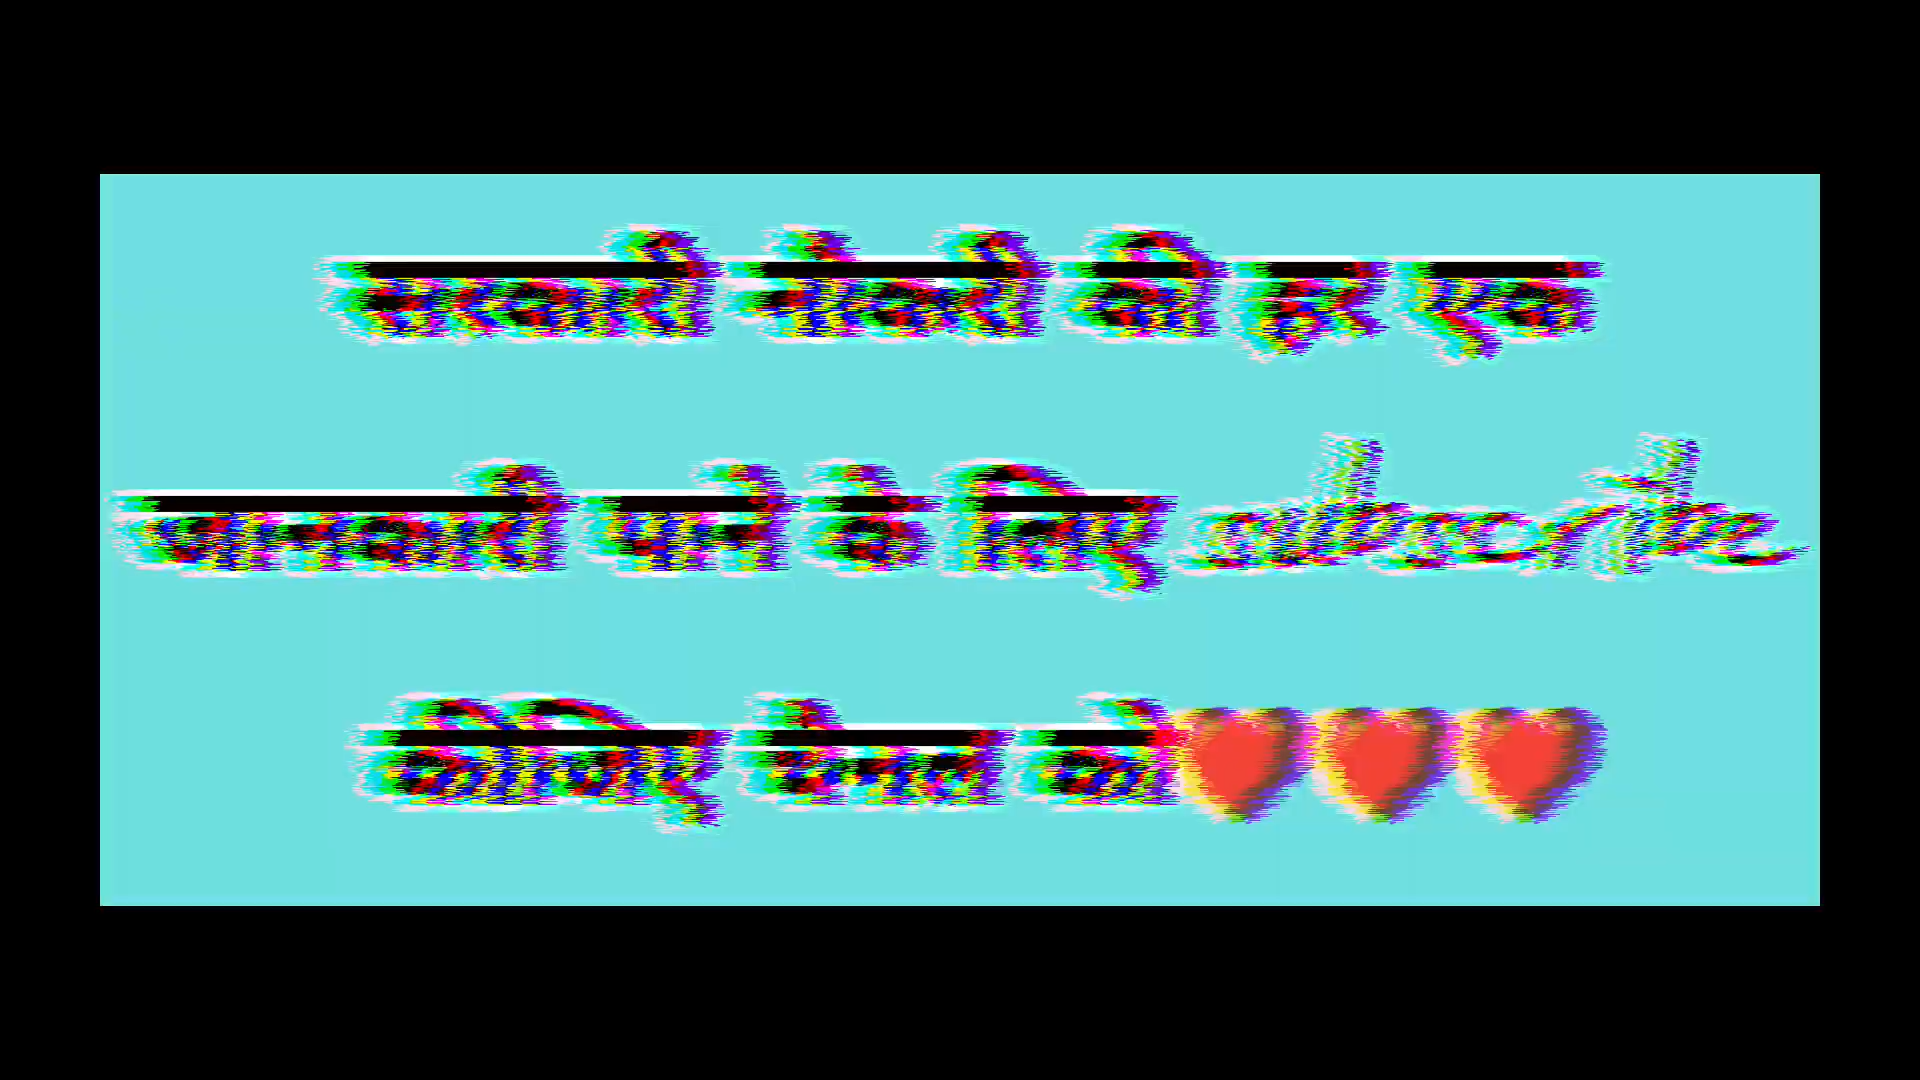 सरकारी नौकरी की हर एक
जानकारी पाने के लिए subscribe
कीजिए चैनल को